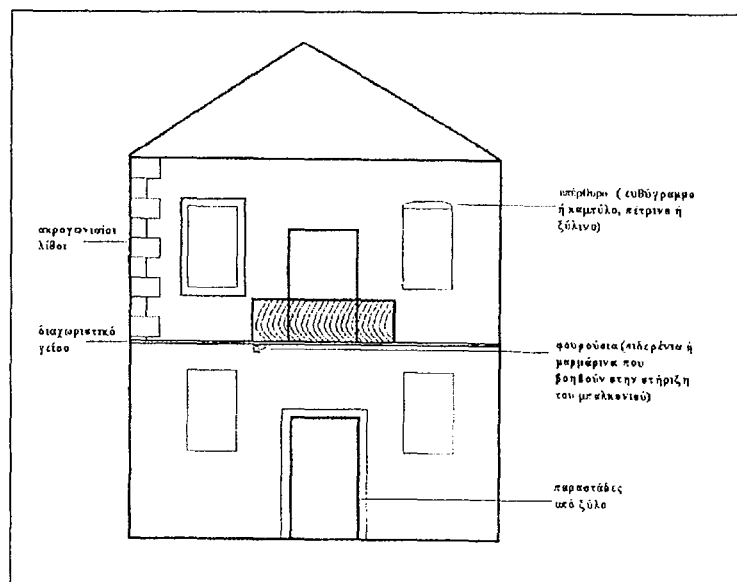 ακρογωνιαίοι
λίθοι
διαχωριστικό
γείσο
υπέρθυρο (ευθύγραμμο
ή καμπύλο, πέτρινο ή
ξύλινο)
φουρούσια (σιδερένια ή
μαρμάρινα που
βοηθούν στην στήριξη
του μπαλκονιού)
παραστάδες
από ξύλο